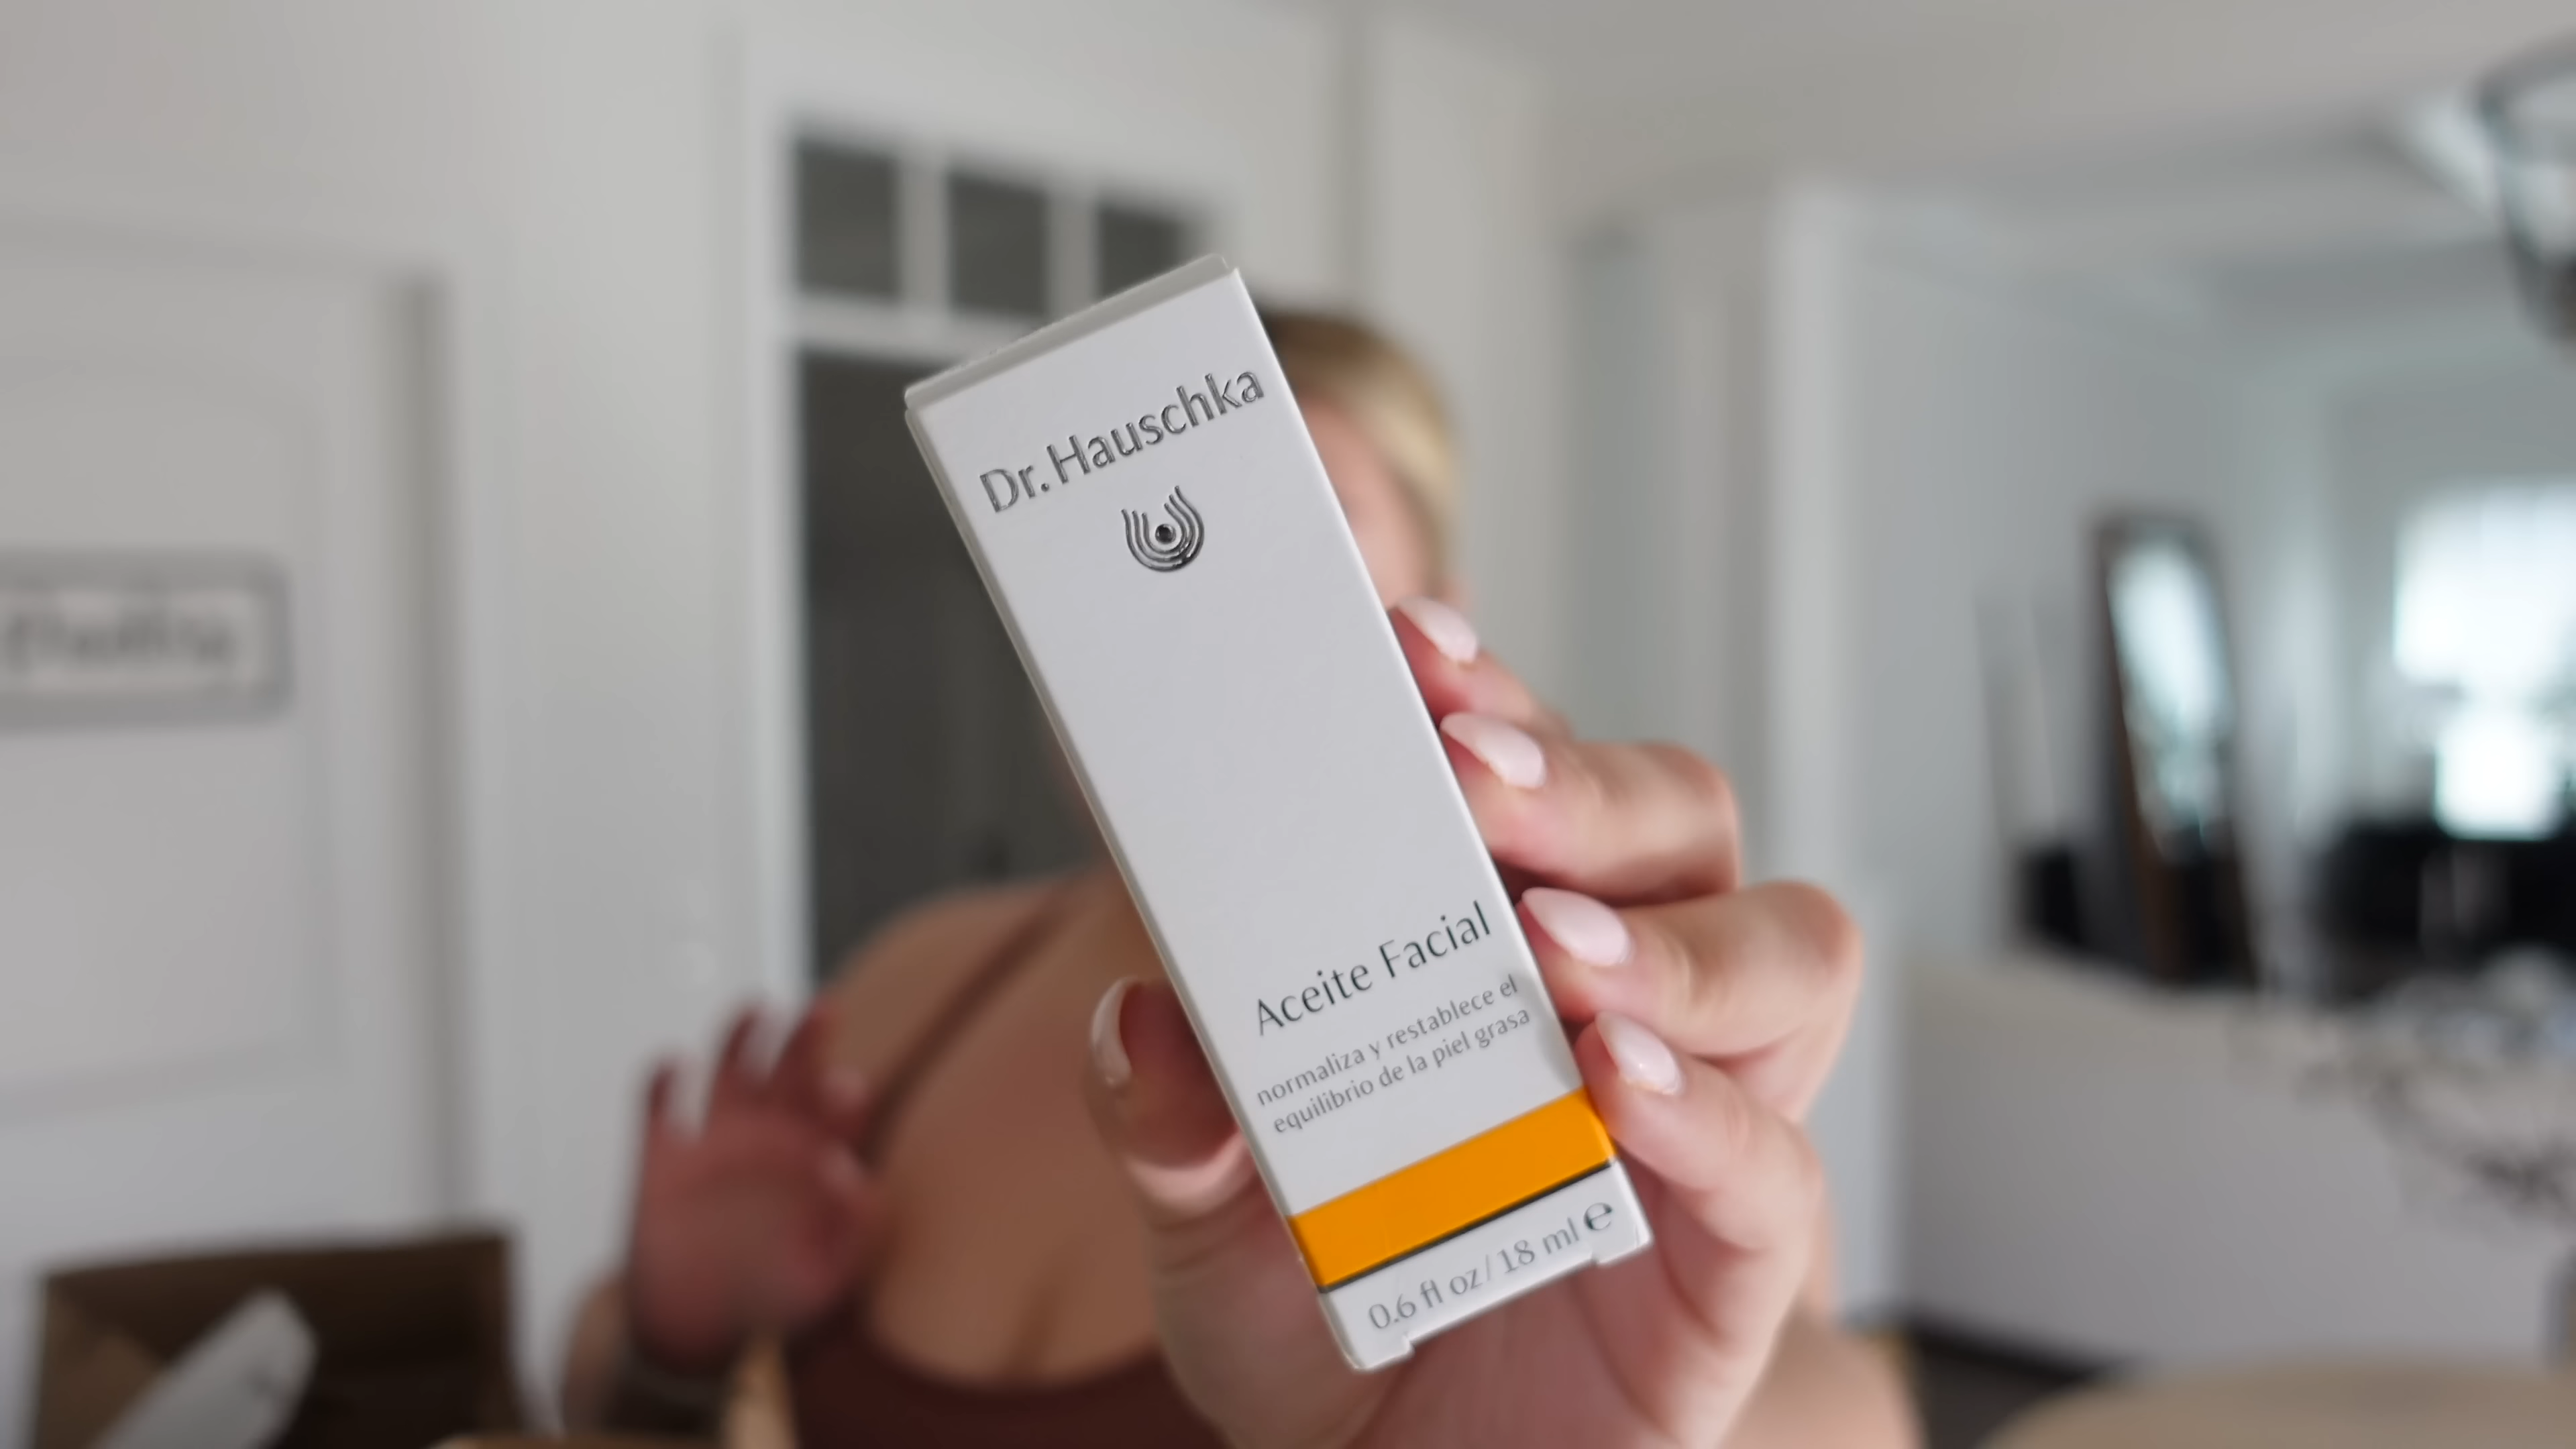 Dr. Hauschka
Aceite Facial
normaliza y restablece el
equilibrio de la piel grasa
0.6 fl oz / 18 ml ℮